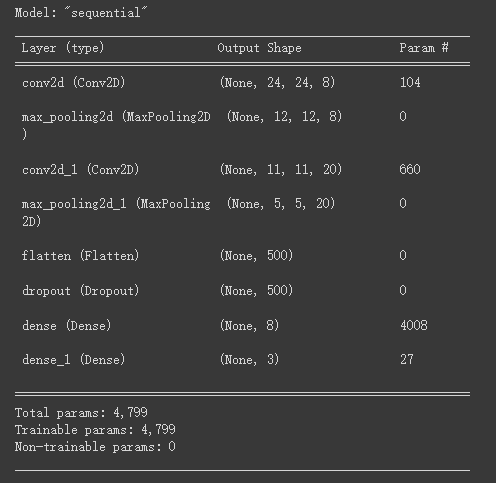 Model: "sequential"
Layer (type) Output Shape Param #
conv2d (Conv2D) (None, 24, 24, 8) 104
max_pooling2d (MaxPooling2D (None, 12, 12, 8) 0
)
conv2d_1 (Conv2D) (None, 11, 11, 20) 660
max_pooling2d_1 (MaxPooling (None, 5, 5, 20) 0
2D)
flatten (Flatten) (None, 500) 0
dropout (Dropout) (None, 500) 0
dense (Dense) (None, 8) 4008
dense_1 (Dense) (None, 3) 27
Total params: 4,799
Trainable params: 4,799
Non-trainable params: 0